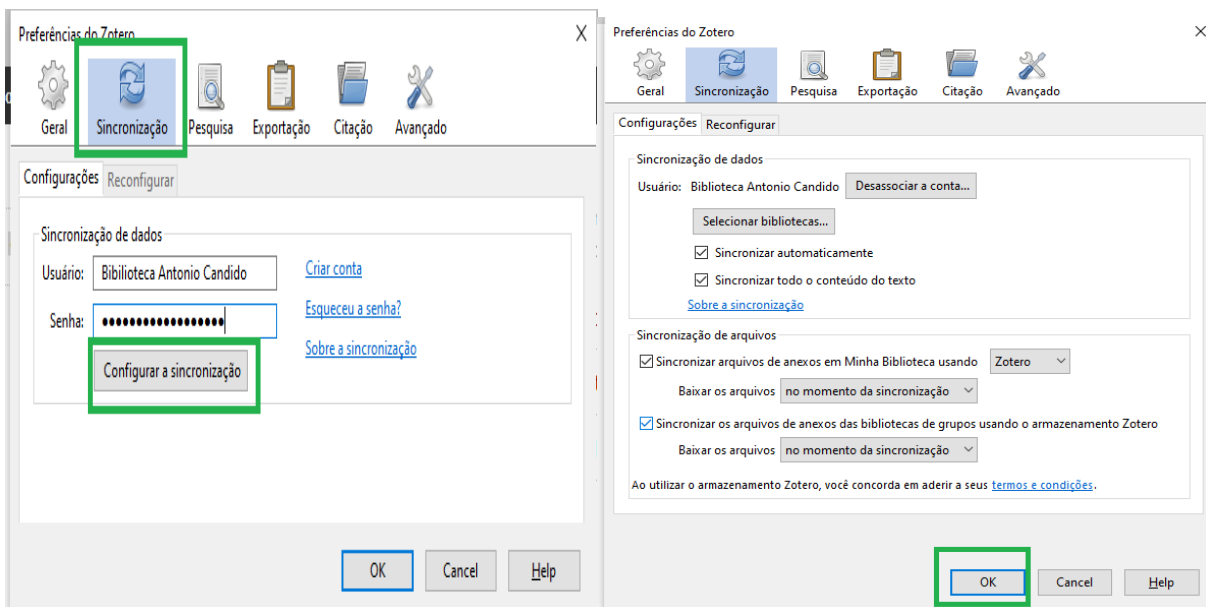 Preferências do Zotero
Geral Sincronização Pesquisa Exportação Citação Avançado
Configurações Reconfigurar
Sincronização de dados
Usuário: Bibilioteca Antonio Candido Criar conta
Esqueceu a senha?
Senha: ••••••••••••••••••
Sobre a sincronização
Configurar a sincronização
OK Cancel Help
Preferências do Zotero
Geral Sincronização Pesquisa Exportação Citação Avançado
Configurações Reconfigurar
Sincronização de dados
Usuário: Biblioteca Antonio Candido Desassociar a conta...
Selecionar bibliotecas...
Sincronizar automaticamente
Sincronizar todo o conteúdo do texto
Sobre a sincronização
Sincronização de arquivos
Sincronizar arquivos de anexos em Minha Biblioteca usando Zotero
Baixar os arquivos no momento da sincronização
Sincronizar os arquivos de anexos das bibliotecas de grupos usando o armazenamento Zotero
Baixar os arquivos no momento da sincronização
Ao utilizar o armazenamento Zotero, você concorda em aderir a seus termos e condições.
OK Cancel Help